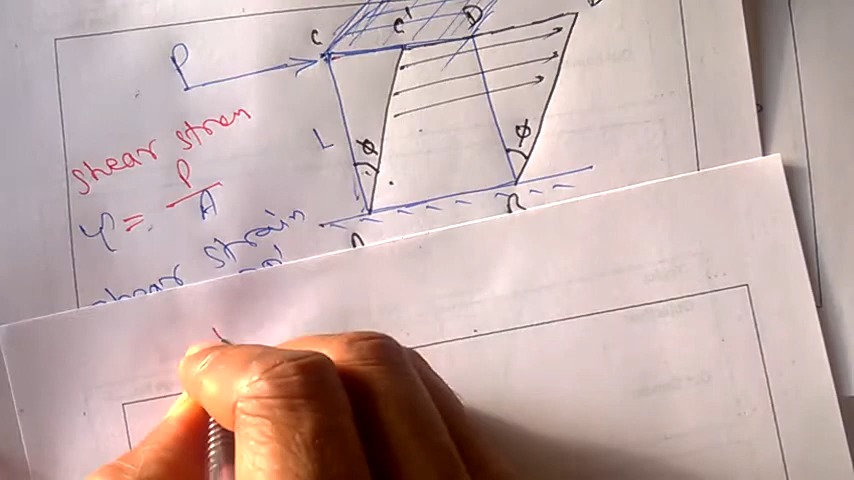 C C' D D'
P
L φ φ
shear stress
φ = P / A
A B
shear strain